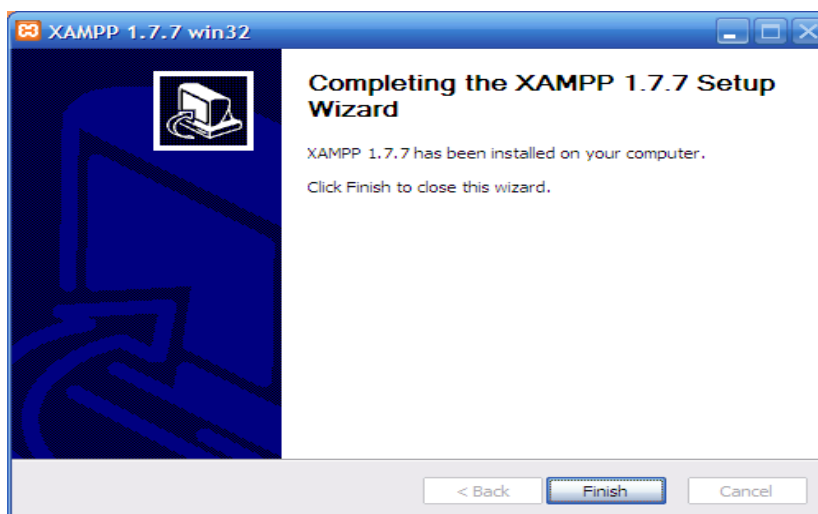 XAMPP 1.7.7 win32
Completing the XAMPP 1.7.7 Setup
Wizard
XAMPP 1.7.7 has been installed on your computer.
Click Finish to close this wizard.
< Back
Finish
Cancel